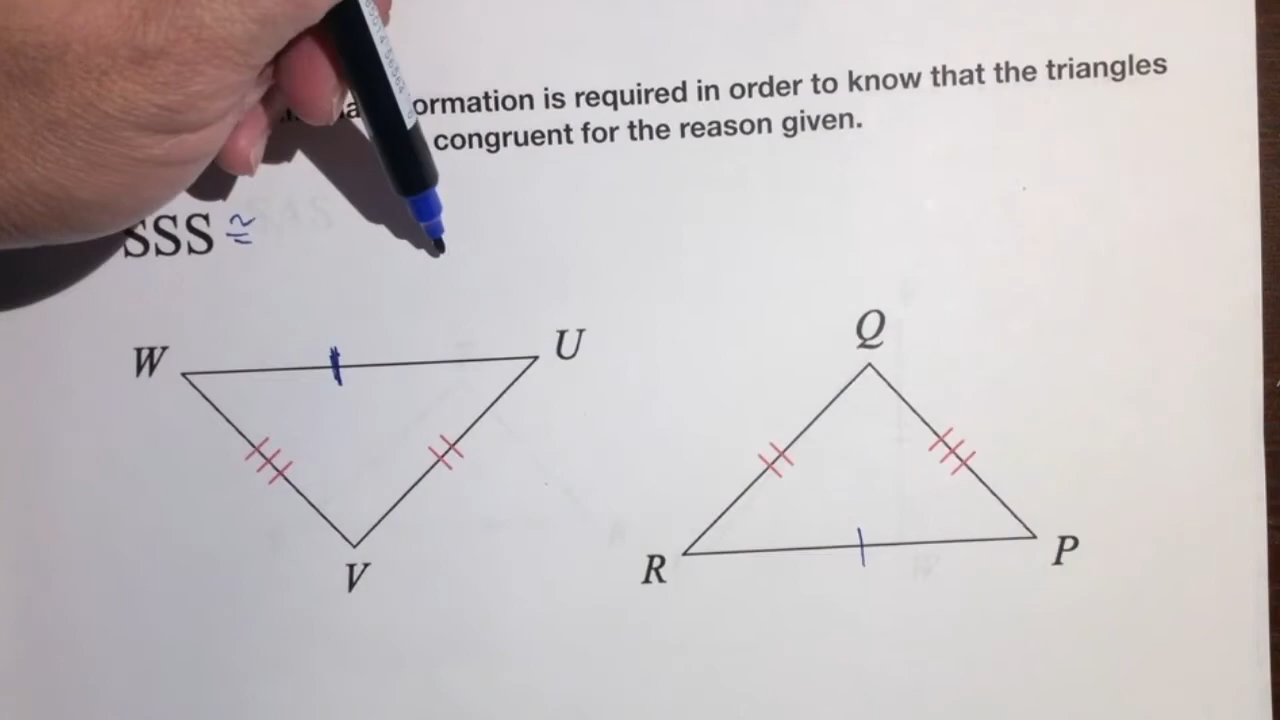 ormation is required in order to know that the triangles
congruent for the reason given.
SSS ≅
W
U
V
Q
R
P